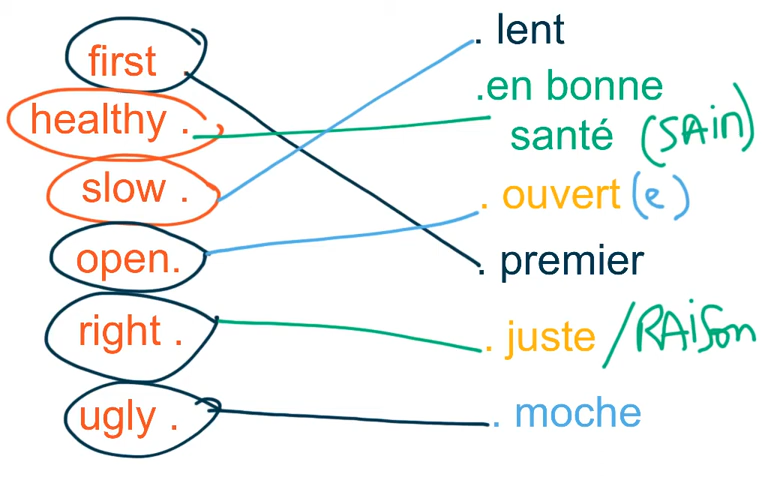 first
healthy .
slow .
open.
right .
ugly .
. lent
.en bonne
santé (SAin)
. ouvert (e)
. premier
. juste / RAiSon
. moche